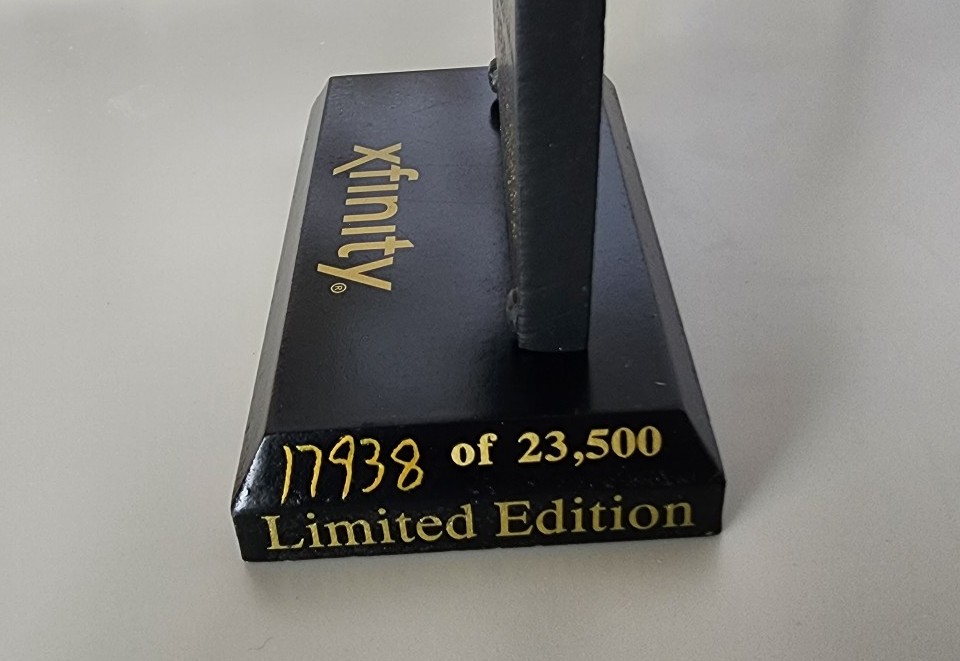 xfinity®
17938 of 23,500
Limited Edition